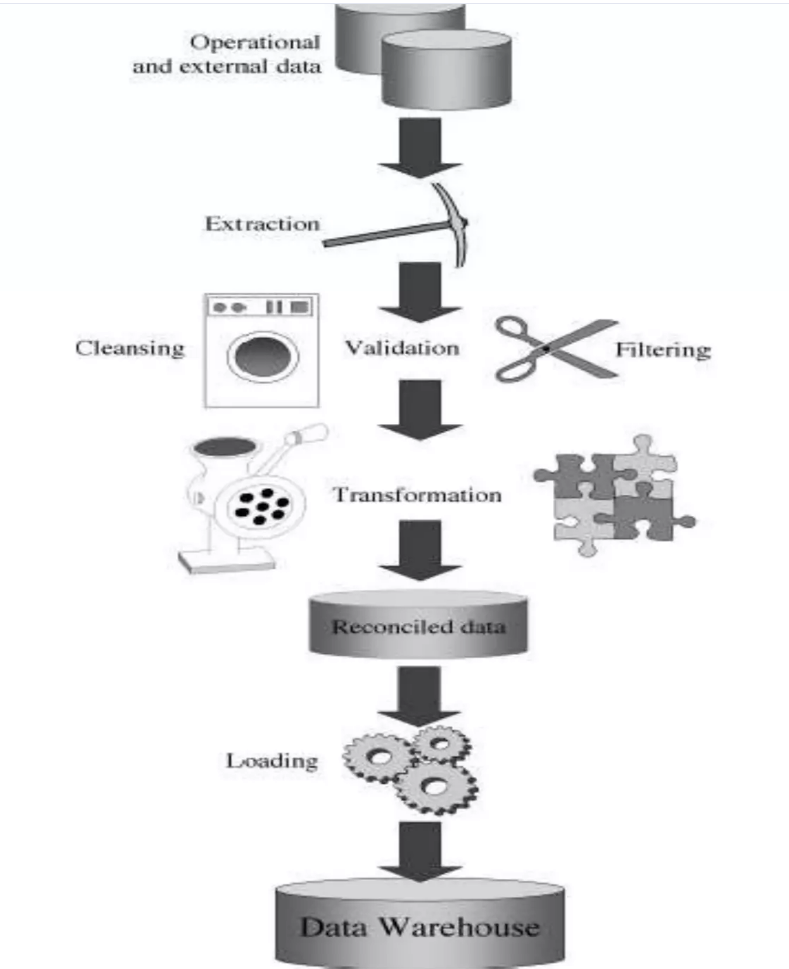 Operational
and external data
Extraction
Cleansing
Validation
Filtering
Transformation
Reconciled data
Loading
Data Warehouse